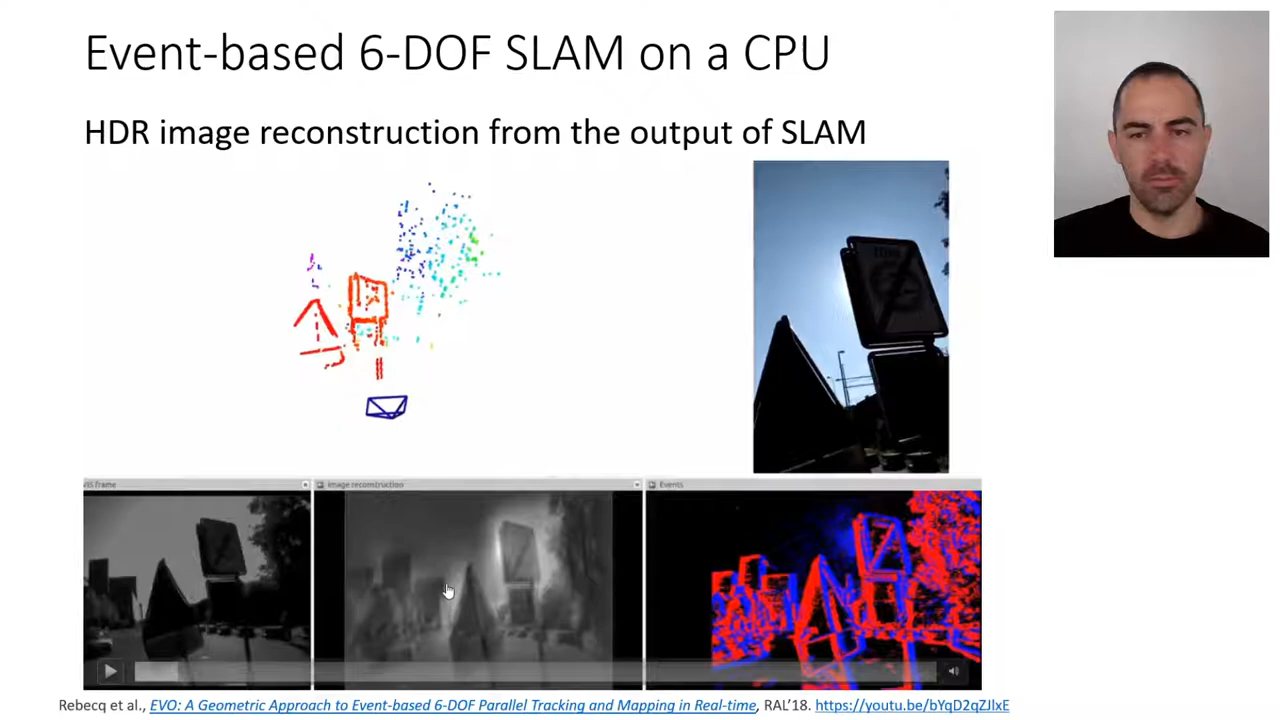 Event-based 6-DOF SLAM on a CPU
HDR image reconstruction from the output of SLAM
frame
Image reconstruction
Events
Rebecq et al., EVO: A Geometric Approach to Event-based 6-DOF Parallel Tracking and Mapping in Real-time, RAL’18. https://youtu.be/bYqD2qZJlxE